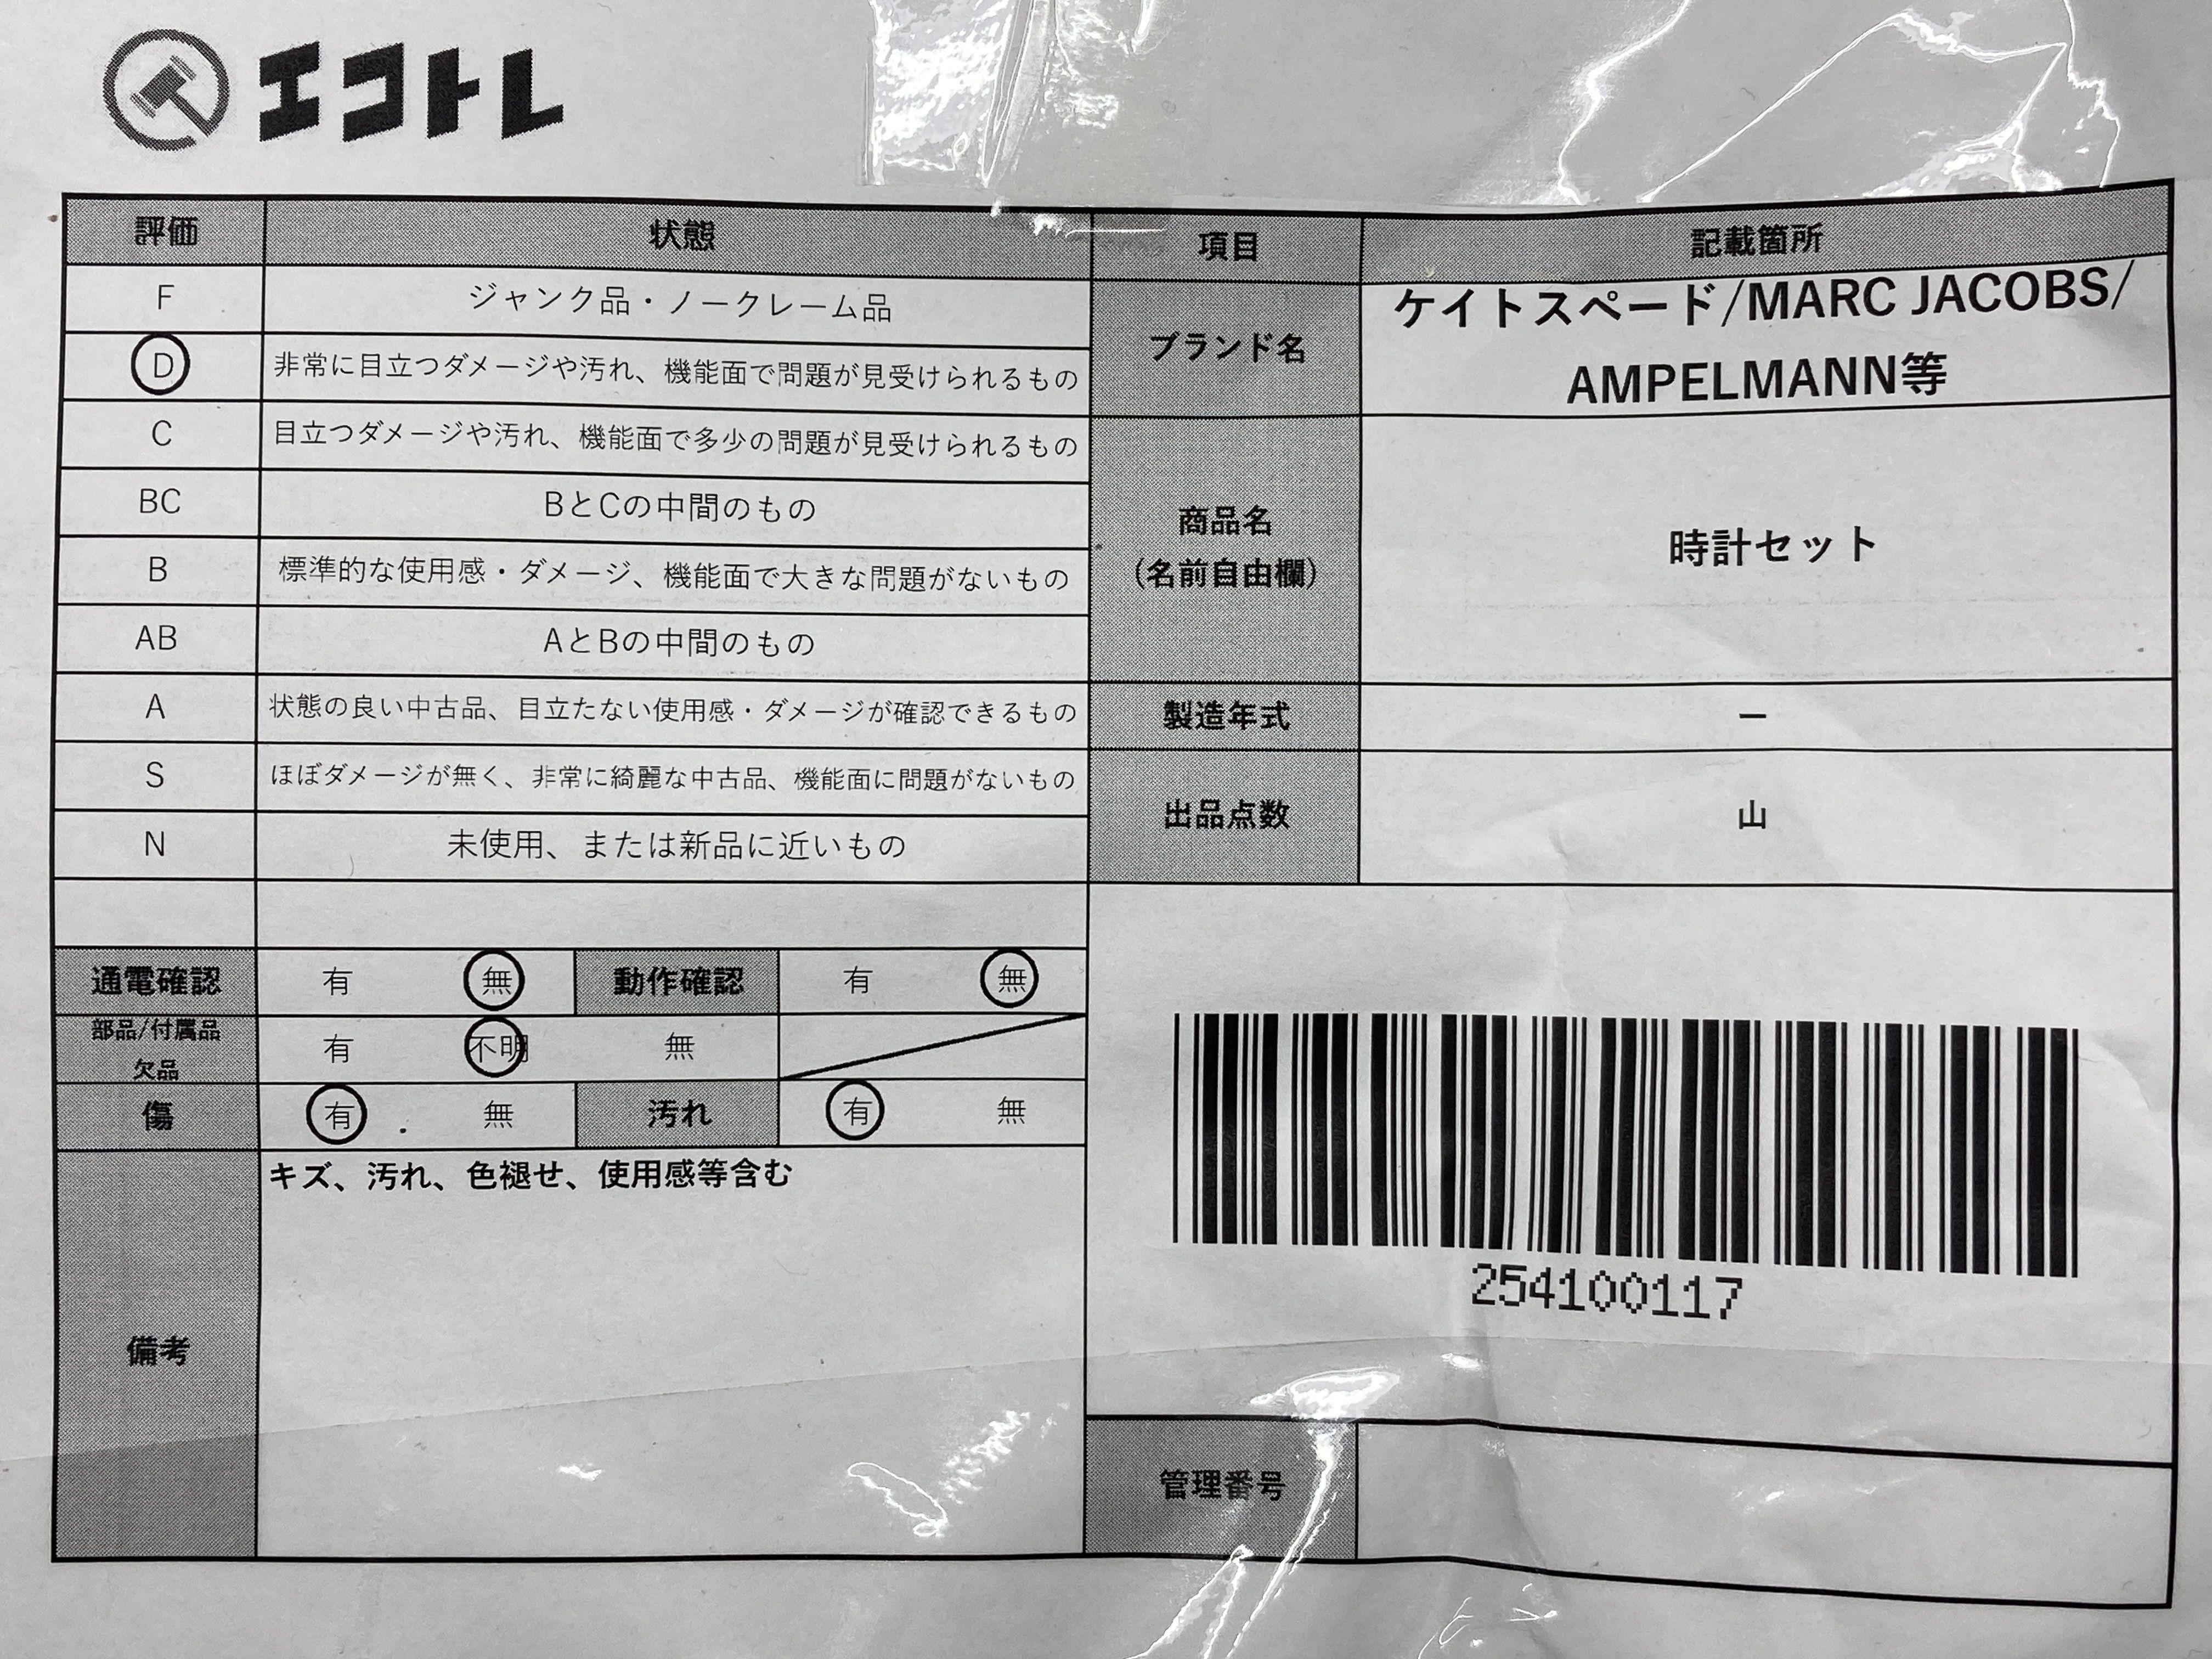 エコトレ
評価 状態
F ジャンク品・ノークレーム品
D 非常に目立つダメージや汚れ、機能面で問題が見受けられるもの
C 目立つダメージや汚れ、機能面で多少の問題が見受けられるもの
BC BとCの中間のもの
B 標準的な使用感・ダメージ、機能面で大きな問題がないもの
AB AとBの中間のもの
A 状態の良い中古品、目立たない使用感・ダメージが確認できるもの
S ほぼダメージが無く、非常に綺麗な中古品、機能面に問題がないもの
N 未使用、または新品に近いもの
通電確認 有 無 動作確認 有 無
部品/付属品
欠品 有 不明 無
傷 有 無 汚れ 有 無
備考 キズ、汚れ、色褪せ、使用感等含む
項目 記載箇所
ブランド名 ケイトスペード/MARC JACOBS/
AMPELMANN等
商品名
(名前自由欄) 時計セット
製造年式 ー
出品点数 山
254100117
管理番号